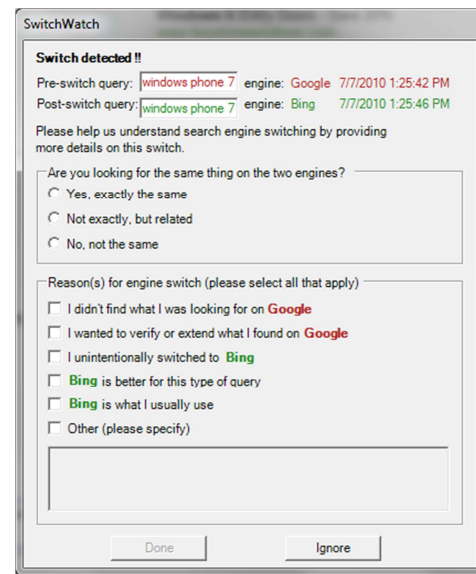 SwitchWatch
Switch detected !!
Pre-switch query: windows phone 7 engine: Google 7/7/2010 1:25:42 PM
Post-switch query: windows phone 7 engine: Bing 7/7/2010 1:25:46 PM
Please help us understand search engine switching by providing
more details on this switch.
Are you looking for the same thing on the two engines?
Yes, exactly the same
Not exactly, but related
No, not the same
Reason(s) for engine switch (please select all that apply)
I didn't find what I was looking for on Google
I wanted to verify or extend what I found on Google
I unintentionally switched to Bing
Bing is better for this type of query
Bing is what I usually use
Other (please specify)
Done Ignore